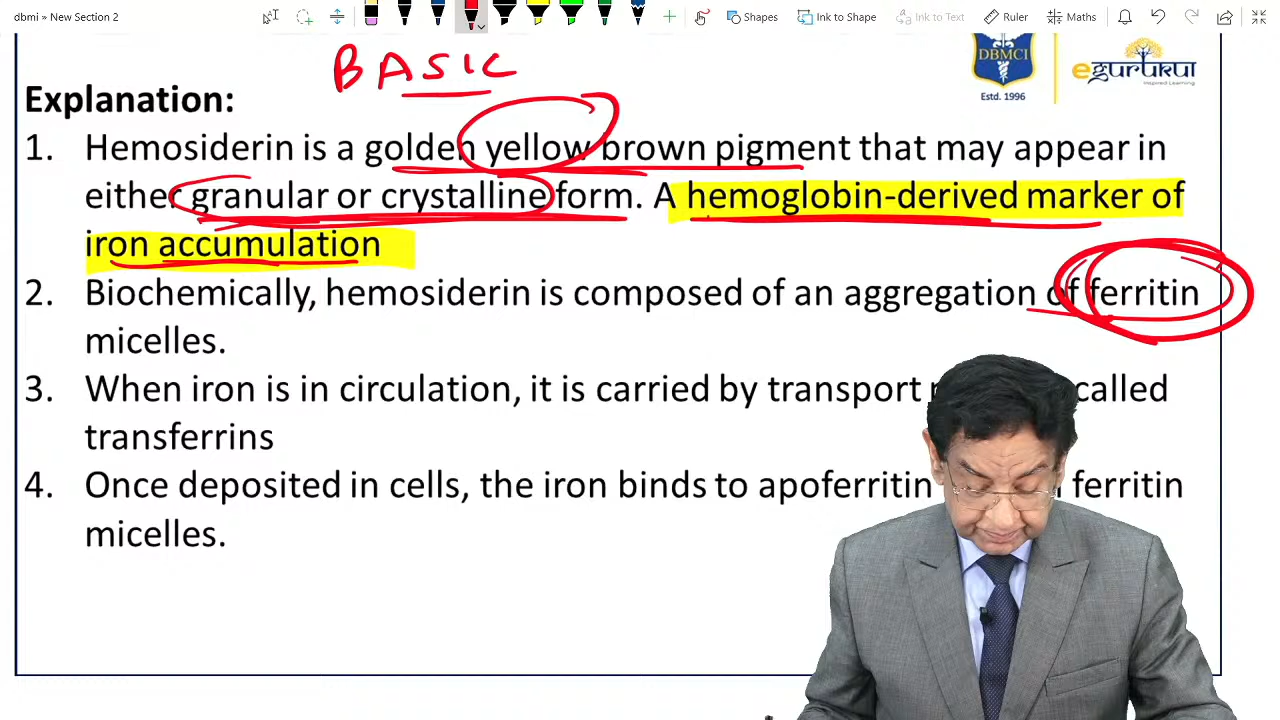 dbmi » New Section 2
Shapes Ink to Shape Ink to Text Ruler Maths
BASIC
DBMCI
Estd. 1996
eGurukul
Inspired Learning
Explanation:
1. Hemosiderin is a golden yellow brown pigment that may appear in
either granular or crystalline form. A hemoglobin-derived marker of
iron accumulation
2. Biochemically, hemosiderin is composed of an aggregation of ferritin
micelles.
3. When iron is in circulation, it is carried by transport called
transferrins
4. Once deposited in cells, the iron binds to apoferritin ferritin
micelles.